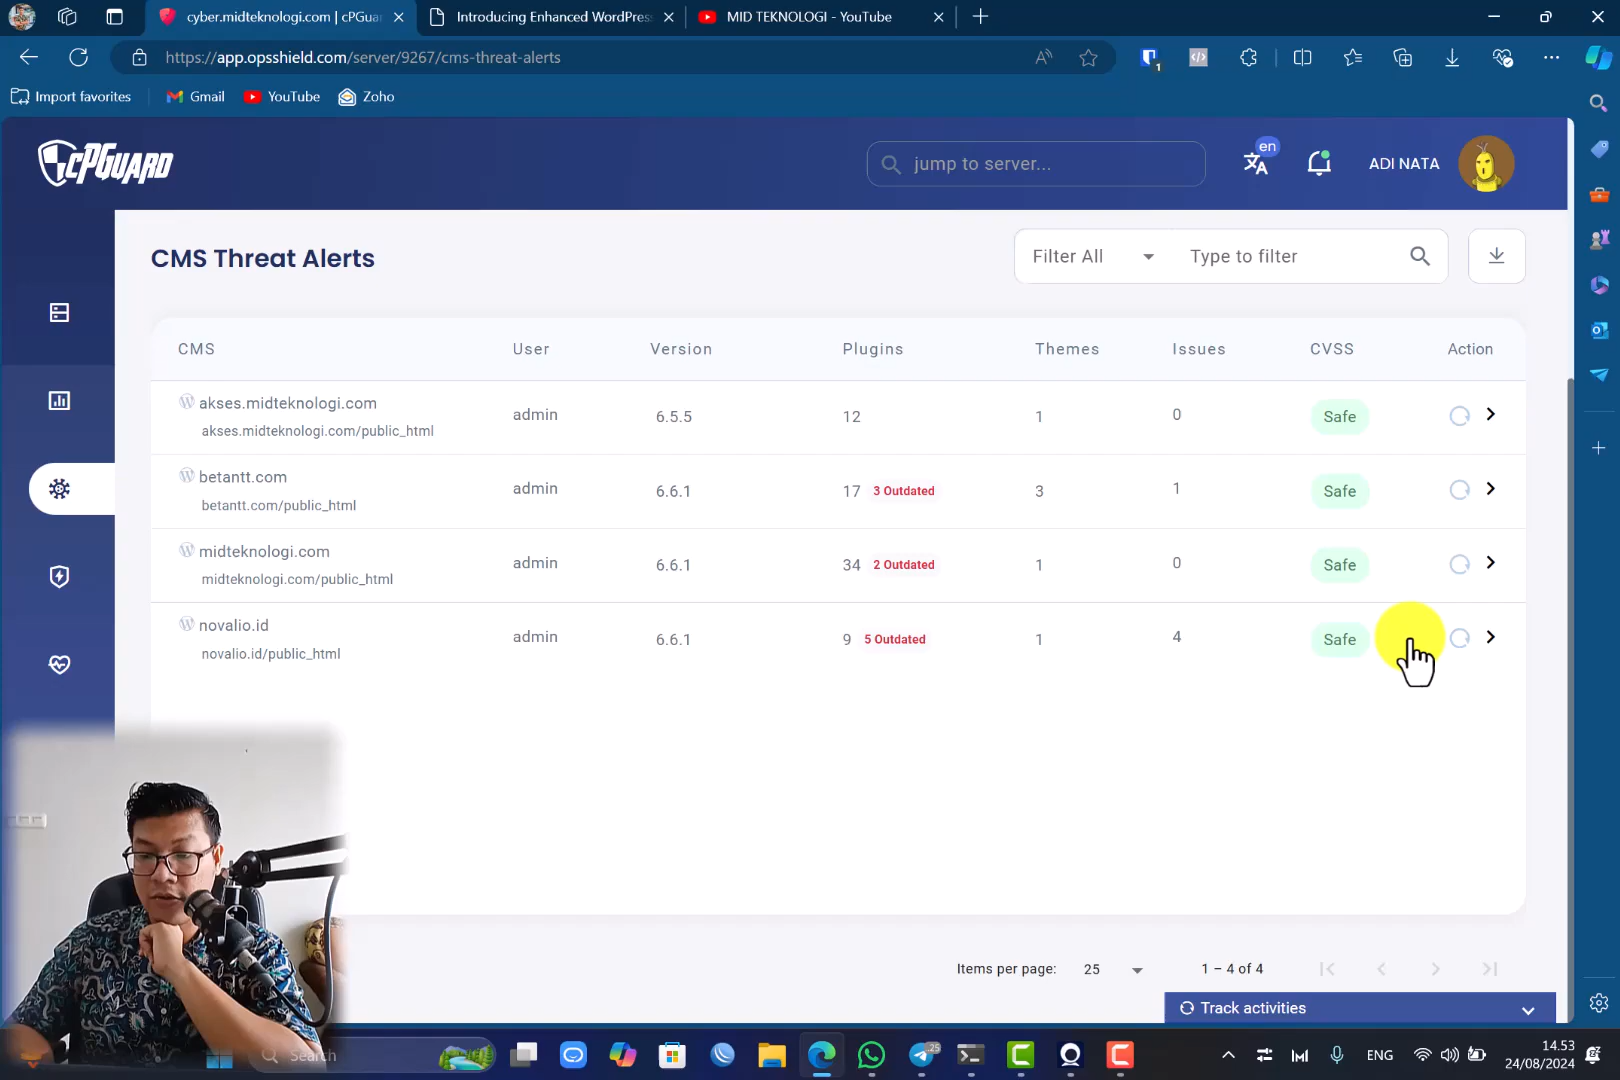 cyber.midteknologi.com | cPGua
Introducing Enhanced WordPres
MID TEKNOLOGI - YouTube
https://app.opsshield.com/server/9267/cms-threat-alerts
1
Import favorites
Gmail
YouTube
Zoho
cPGuard
jump to server...
en
ADI NATA
CMS Threat Alerts
Filter All
Type to filter
CMS User Version Plugins Themes Issues CVSS Action
akses.midteknologi.com
akses.midteknologi.com/public_html
admin 6.5.5 12 1 0 Safe
betantt.com
betantt.com/public_html
admin 6.6.1 17 3 Outdated 3 1 Safe
midteknologi.com
midteknologi.com/public_html
admin 6.6.1 34 2 Outdated 1 0 Safe
novalio.id
novalio.id/public_html
admin 6.6.1 9 5 Outdated 1 4 Safe
Items per page: 25 1 – 4 of 4
Track activities
Search
25
ENG
14.53
24/08/2024